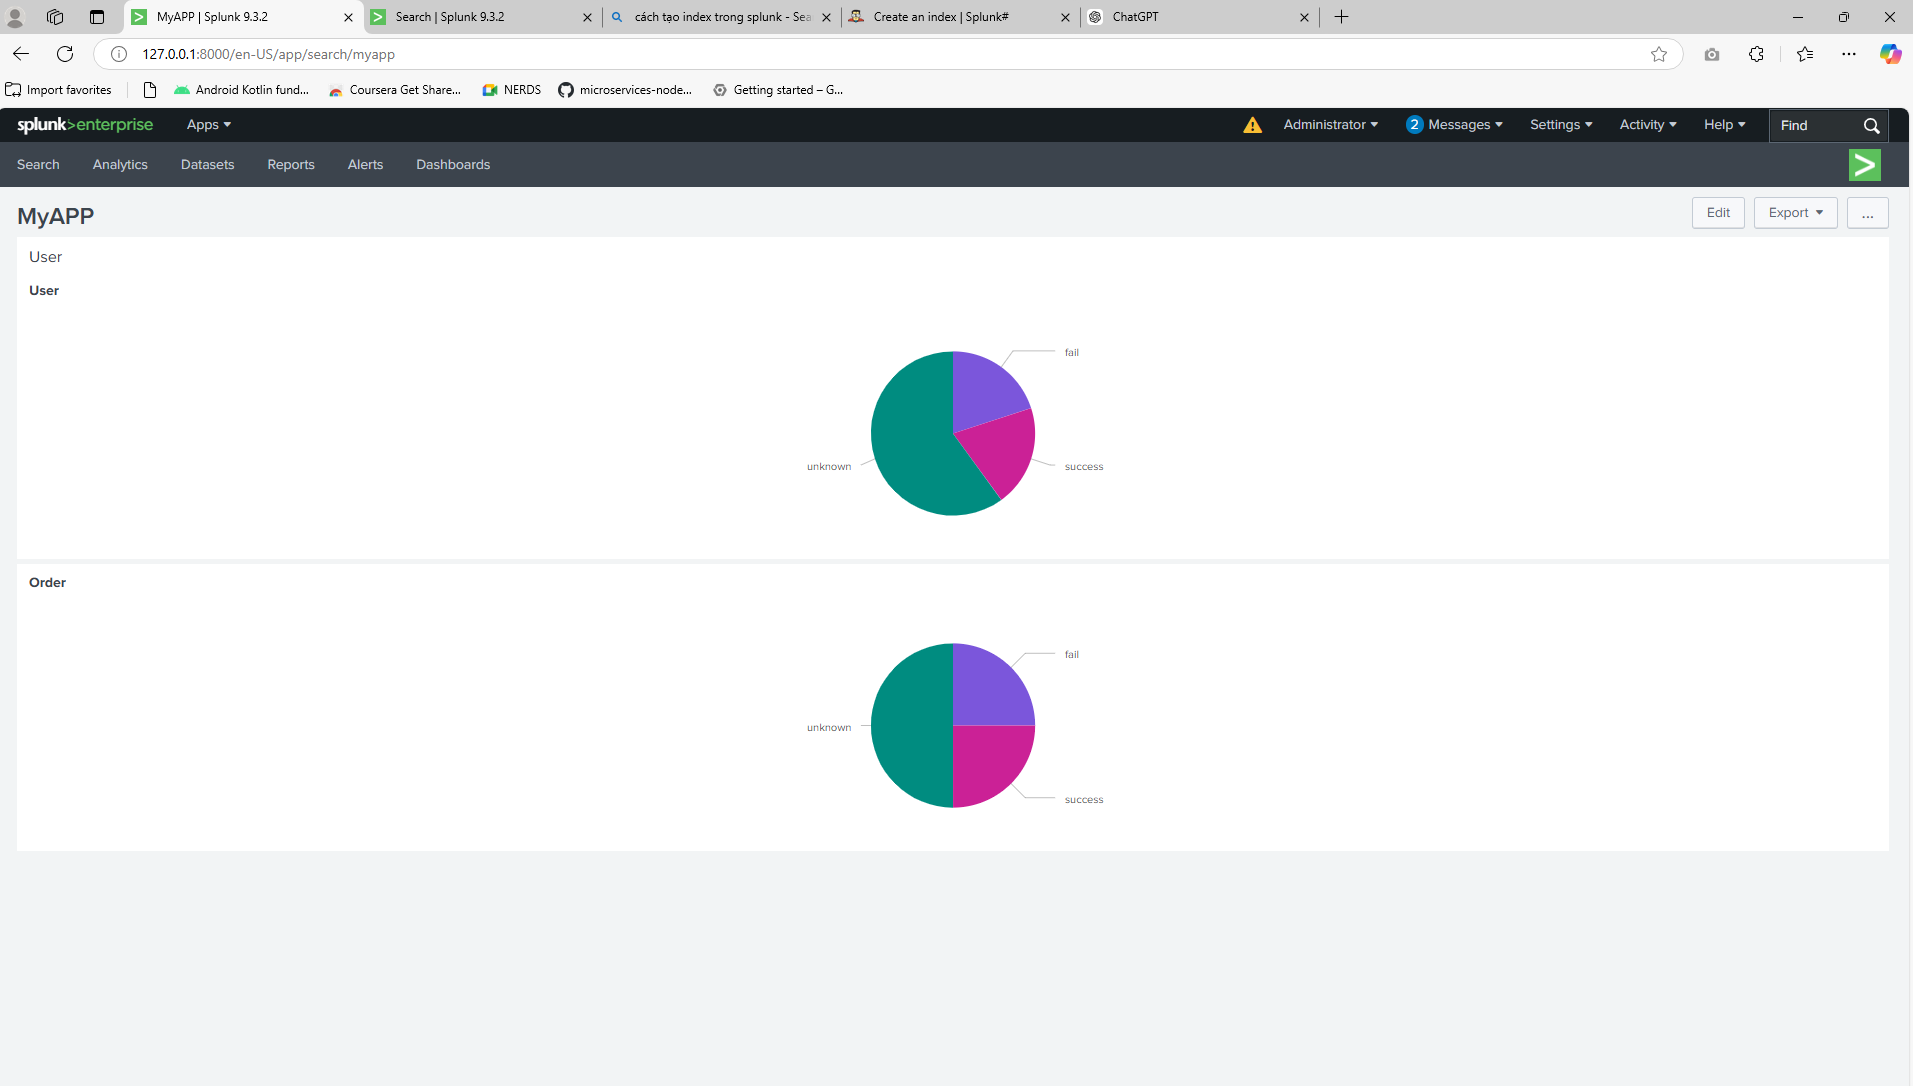 MyAPP | Splunk 9.3.2
Search | Splunk 9.3.2
cách tạo index trong splunk - Sea
Create an index | Splunk#
ChatGPT
127.0.0.1:8000/en-US/app/search/myapp
Import favorites
Android Kotlin fund...
Coursera Get Share...
NERDS
microservices-node...
Getting started – G...
splunk>enterprise
Apps
Administrator
2 Messages
Settings
Activity
Help
Find
Search
Analytics
Datasets
Reports
Alerts
Dashboards
MyAPP
Edit
Export
...
User
User
fail
unknown
success
Order
fail
unknown
success